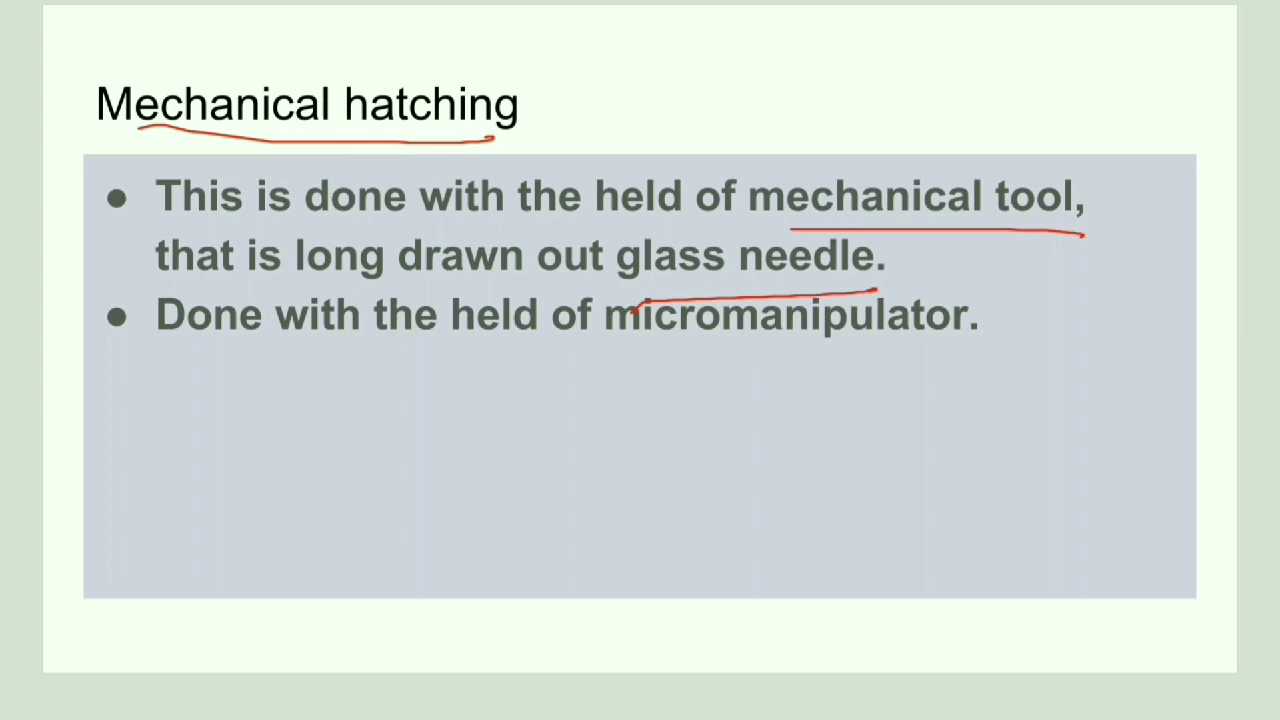 Mechanical hatching
● This is done with the held of mechanical tool,
that is long drawn out glass needle.
● Done with the held of micromanipulator.